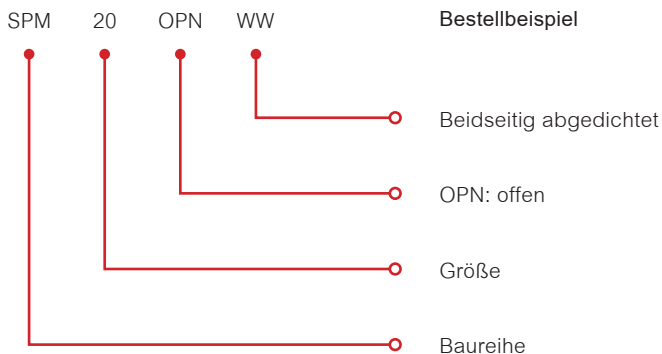 SPM 20 OPN WW Bestellbeispiel
Beidseitig abgedichtet
OPN: offen
Größe
Baureihe